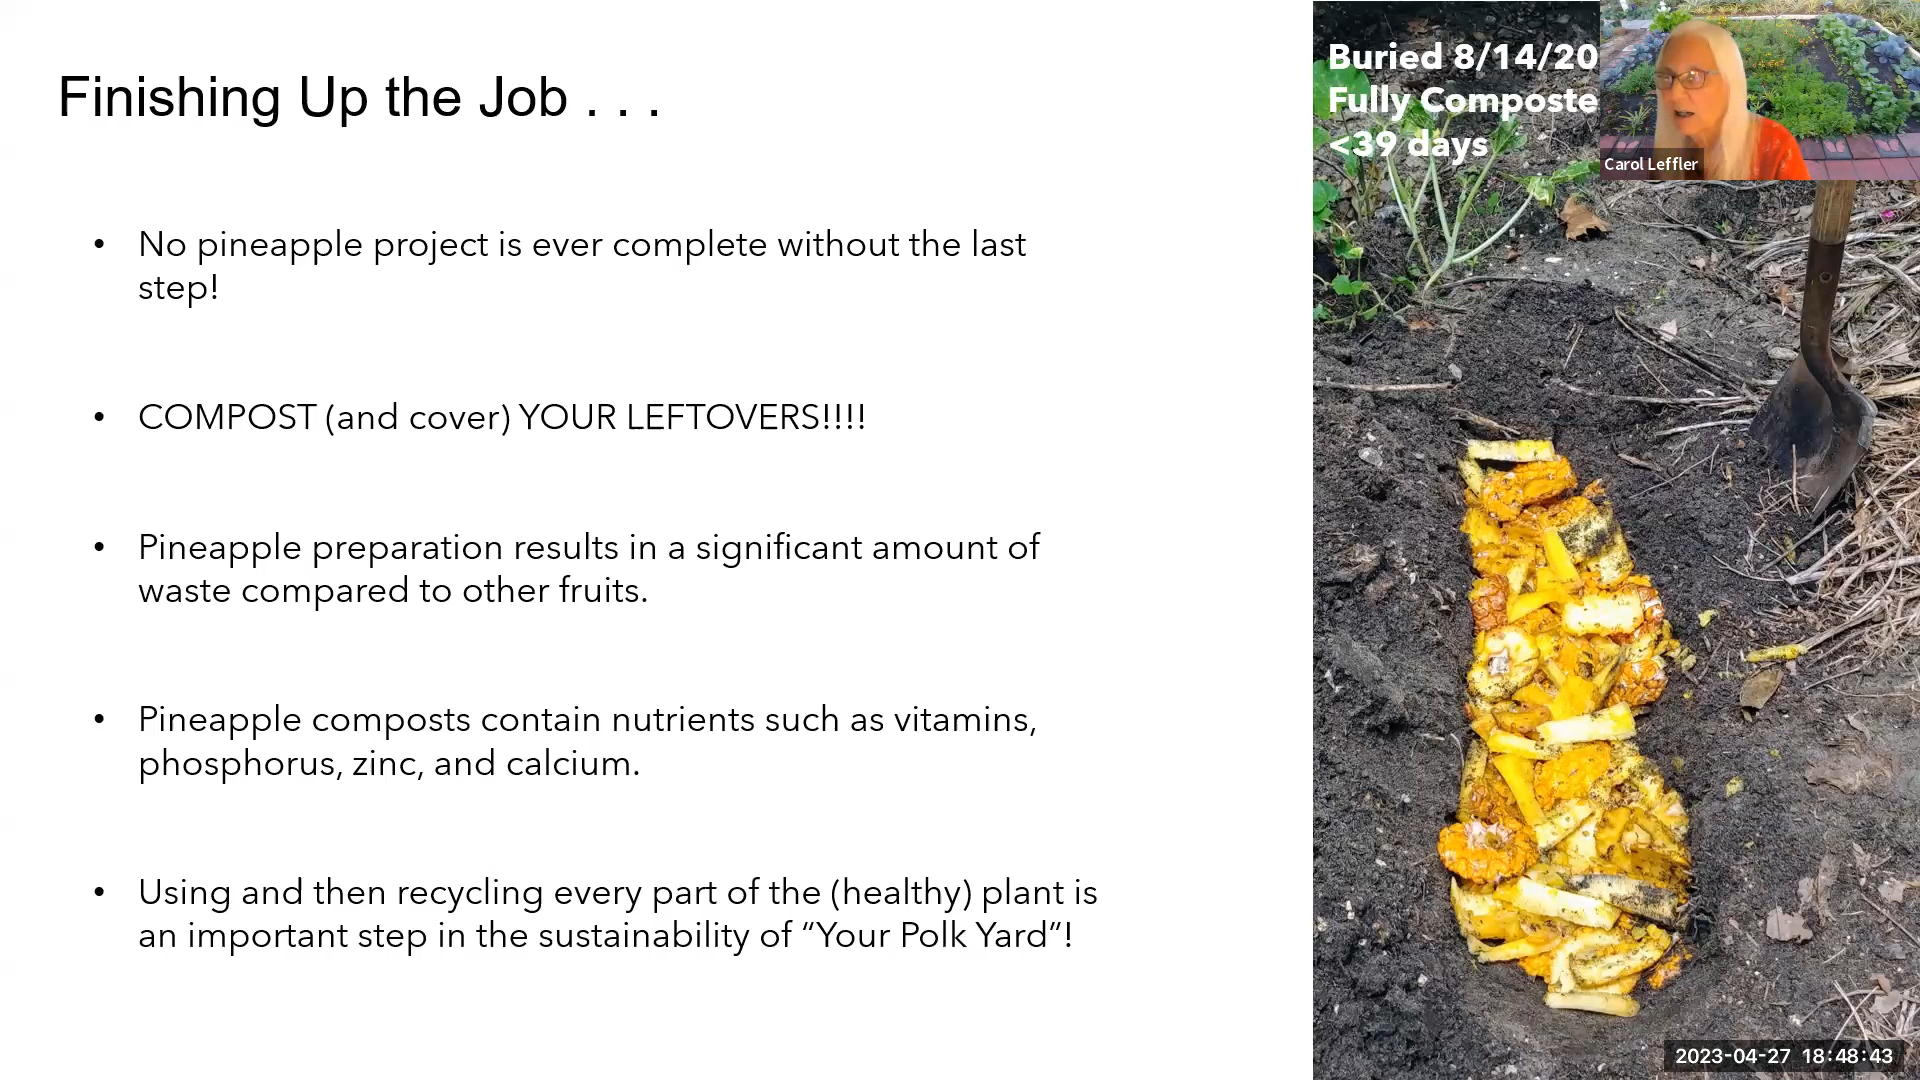 Finishing Up the Job . . .
• No pineapple project is ever complete without the last
step!
• COMPOST (and cover) YOUR LEFTOVERS!!!!
• Pineapple preparation results in a significant amount of
waste compared to other fruits.
• Pineapple composts contain nutrients such as vitamins,
phosphorus, zinc, and calcium.
• Using and then recycling every part of the (healthy) plant is
an important step in the sustainability of “Your Polk Yard”!
Buried 8/14/20
Fully Composte
<39 days
Carol Leffler
2023-04-27 18:48:43